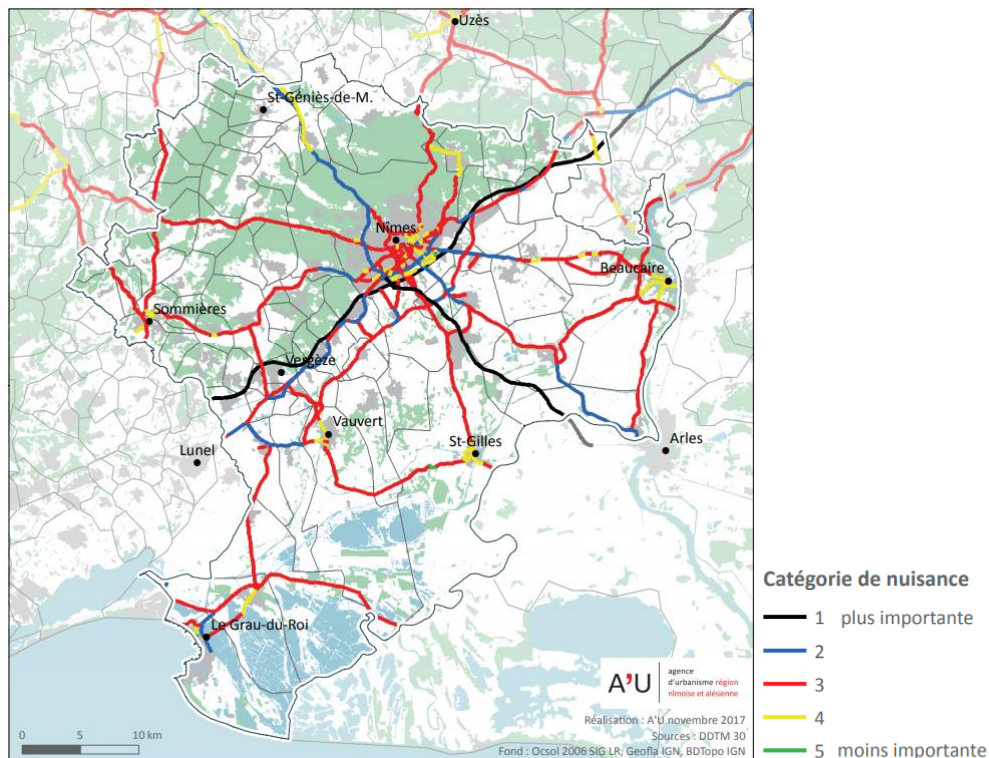 Uzès
St-Géniès-de-M.
Nîmes
Beaucaire
Sommières
Vergèze
Vauvert
St-Gilles
Lunel
Arles
Le Grau-du-Roi
Catégorie de nuisance
1 plus importante
2
3
4
5 moins importante
A'U
agence
d'urbanisme région
nîmoise et alésienne
Réalisation : A'U novembre 2017
Sources : DDTM 30
Fond : Ocsol 2006 SIG LR, Geofla IGN, BDTopo IGN
0 5 10 km